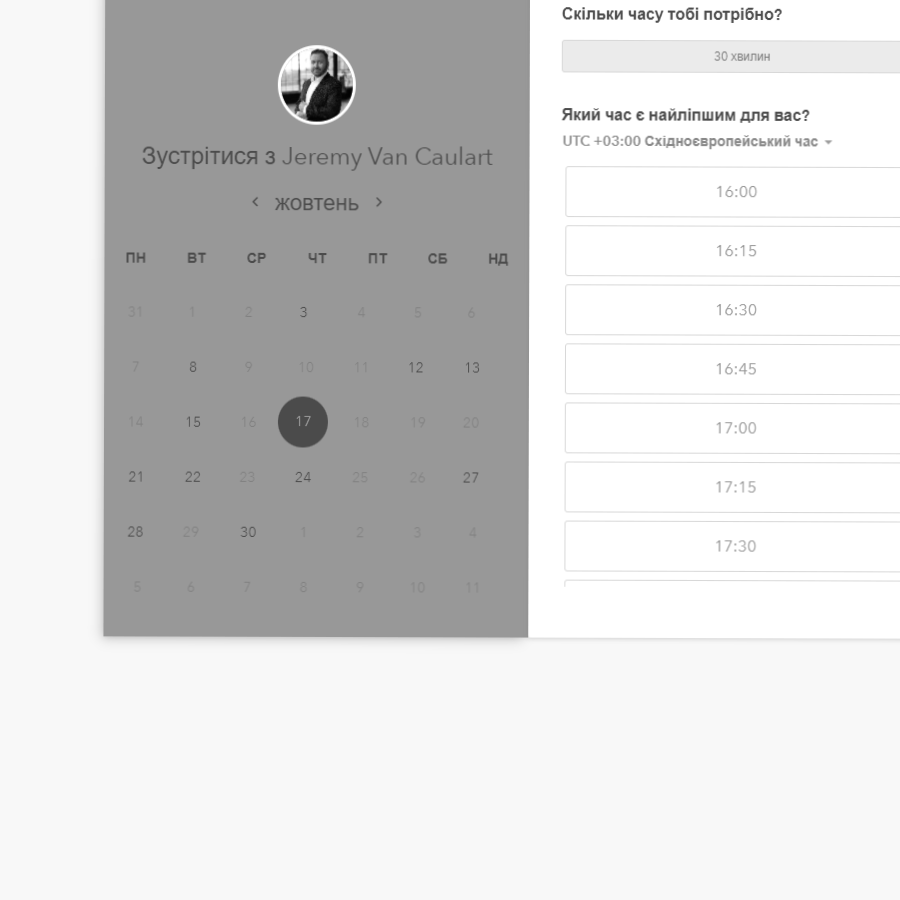 Зустрітися з Jeremy Van Caulart
жовтень
ПН ВТ СР ЧТ ПТ СБ НД
31 1 2 3 4 5 6
7 8 9 10 11 12 13
14 15 16 17 18 19 20
21 22 23 24 25 26 27
28 29 30 1 2 3 4
5 6 7 8 9 10 11
Скільки часу тобі потрібно?
30 хвилин
Який час є найліпшим для вас?
UTC +03:00 Східноєвропейський час
16:00
16:15
16:30
16:45
17:00
17:15
17:30